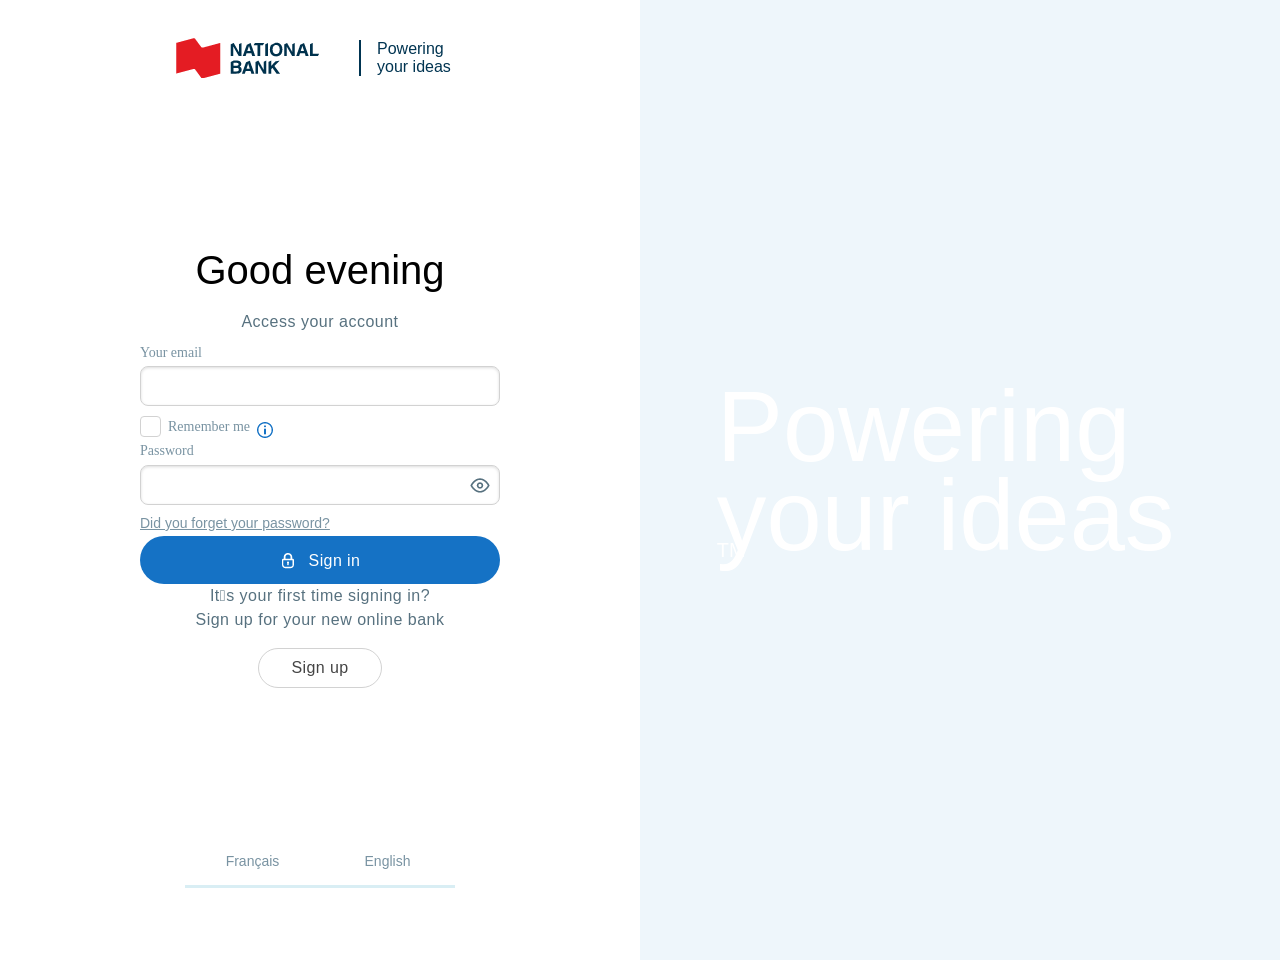 NATIONAL
BANK
Powering
your ideas
Good evening
Access your account
Your email
Remember me
Password
Did you forget your password?
Sign in
It▯s your first time signing in?
Sign up for your new online bank
Sign up
Français English
Powering
your ideas
TM